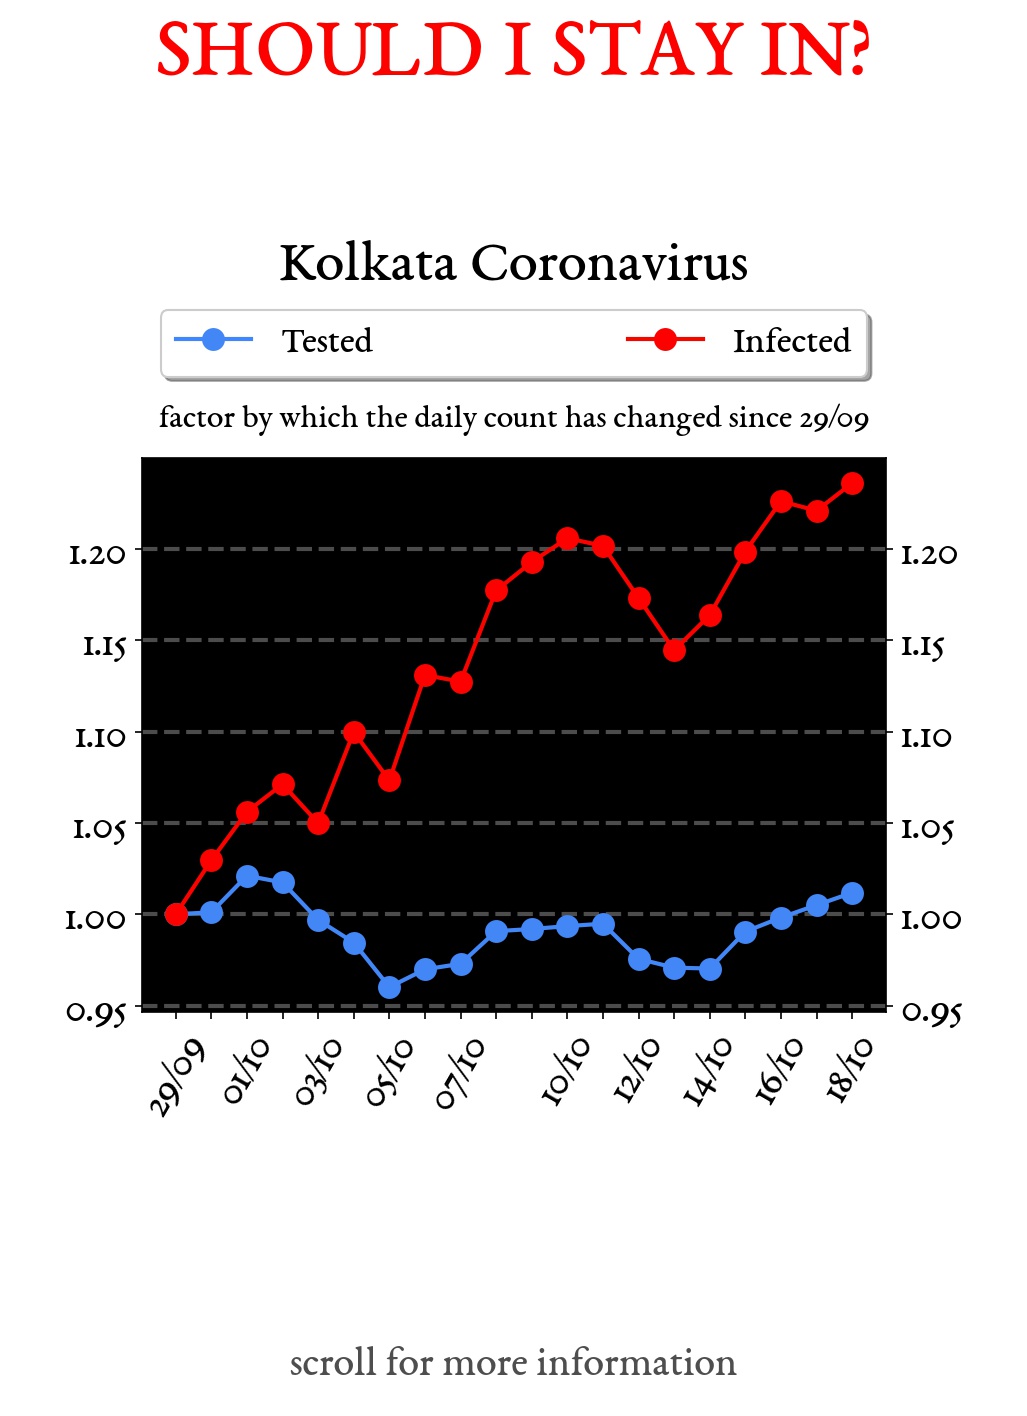 SHOULD I STAY IN?
Kolkata Coronavirus
Tested Infected
factor by which the daily count has changed since 29/09
1.20 1.20
1.15 1.15
1.10 1.10
1.05 1.05
1.00 1.00
0.95 0.95
29/09 01/10 03/10 05/10 07/10 10/10 12/10 14/10 16/10 18/10
scroll for more information